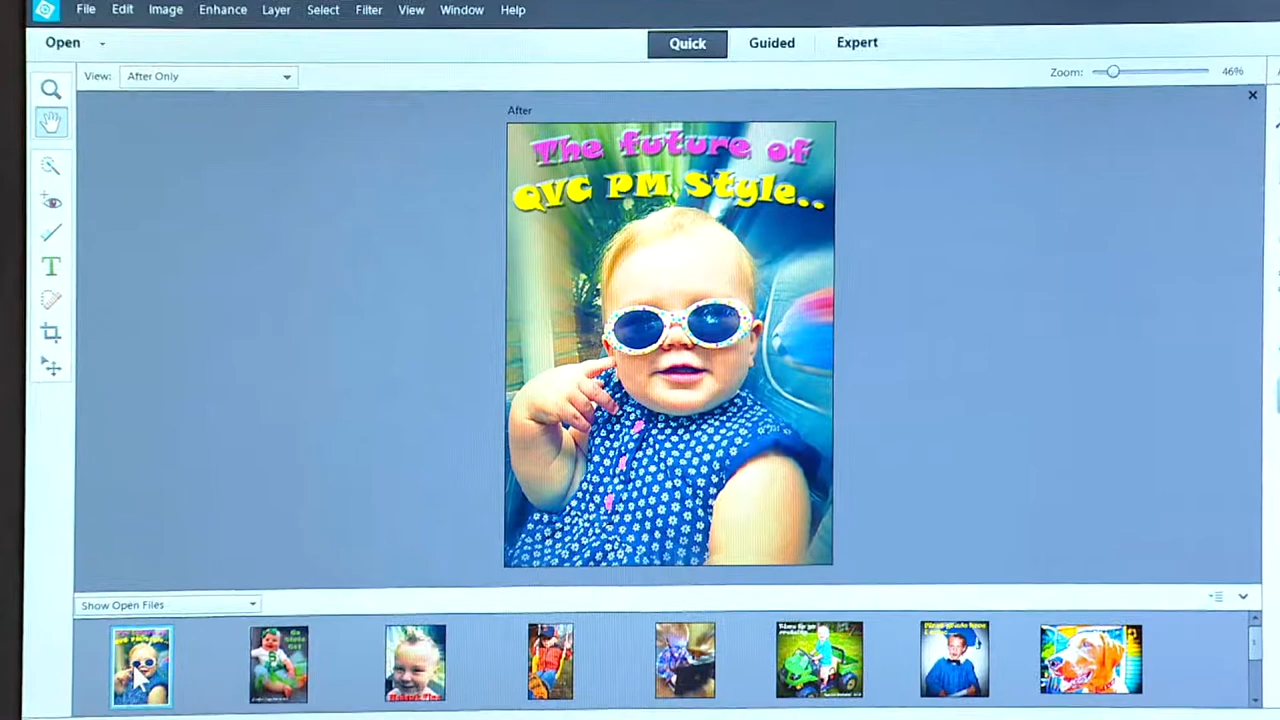 File Edit Image Enhance Layer Select Filter View Window Help
Open Quick Guided Expert
View: After Only Zoom: 46%
After
The future of
QVC PM Style..
Show Open Files